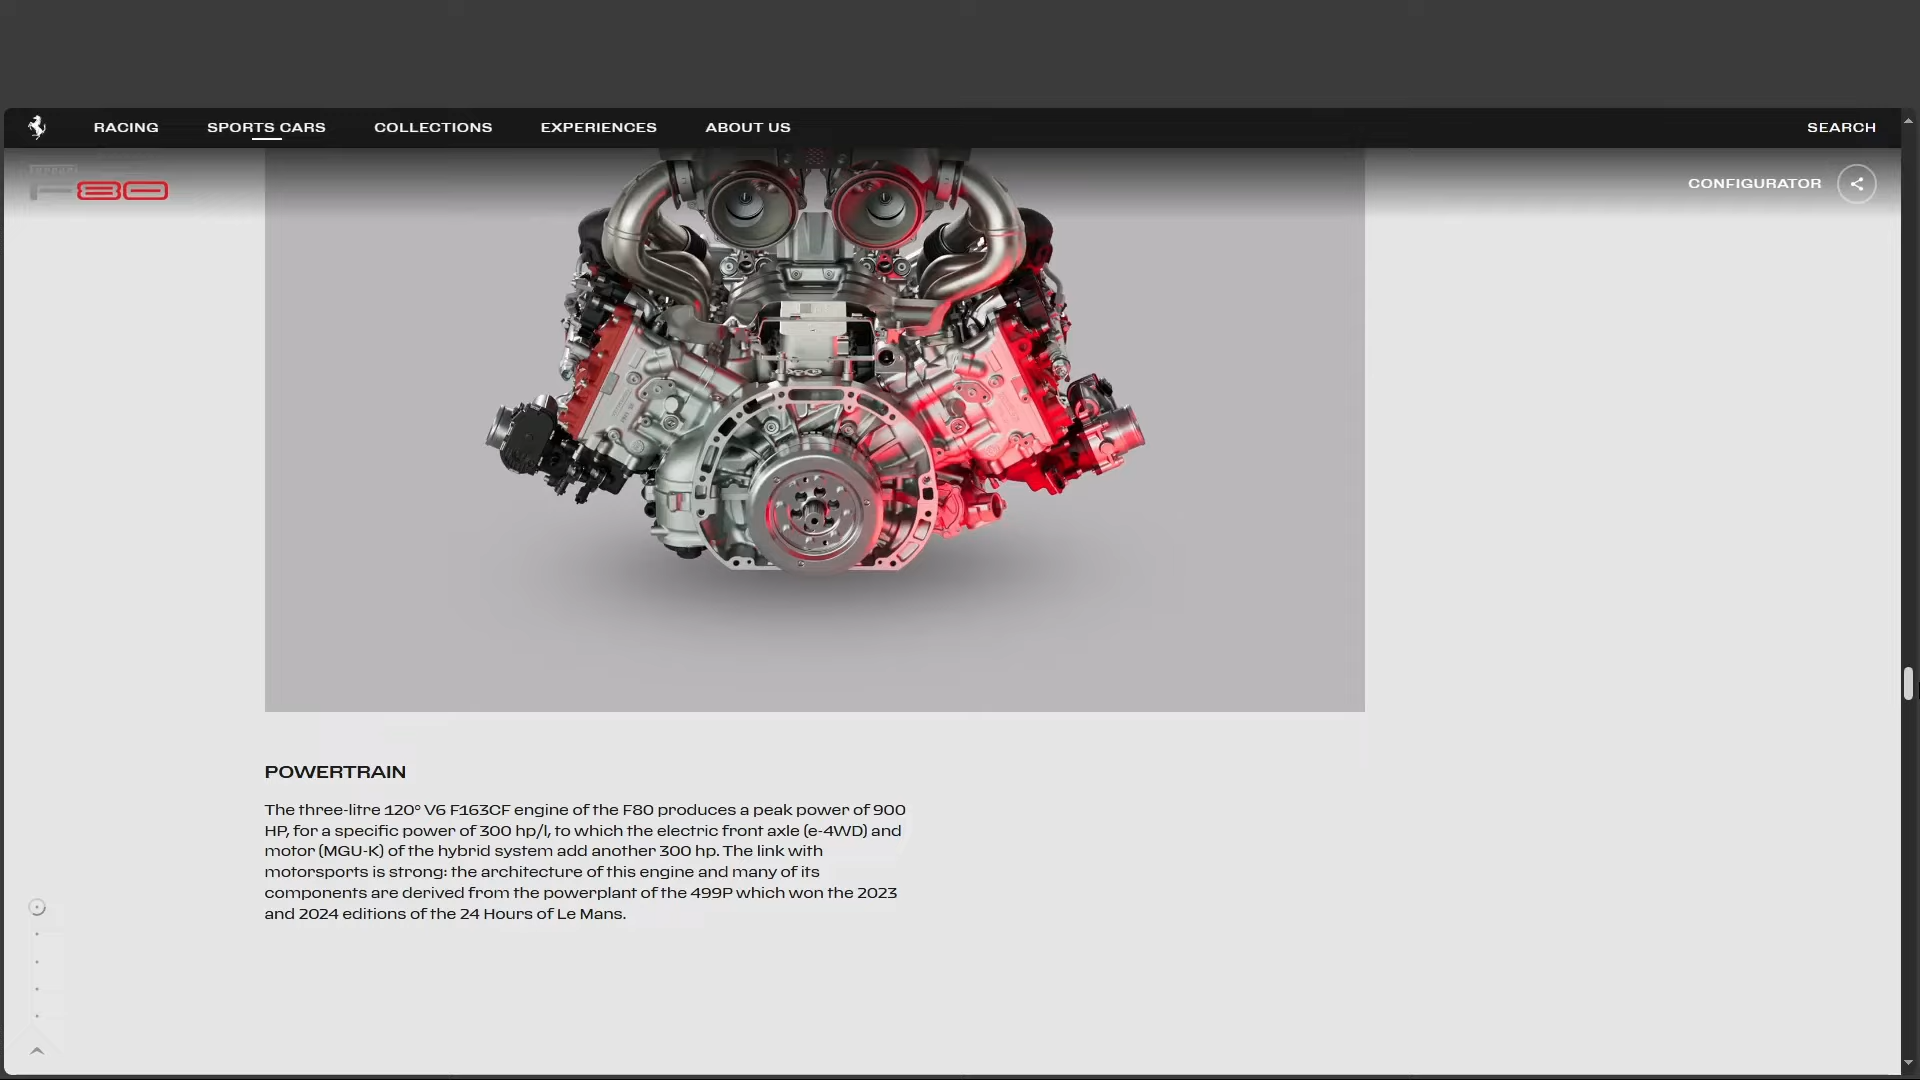 RACING SPORTS CARS COLLECTIONS EXPERIENCES ABOUT US SEARCH
Ferrari
F80
CONFIGURATOR
POWERTRAIN
The three-litre 120° V6 F163CF engine of the F80 produces a peak power of 900
HP, for a specific power of 300 hp/l, to which the electric front axle (e-4WD) and
motor (MGU-K) of the hybrid system add another 300 hp. The link with
motorsports is strong: the architecture of this engine and many of its
components are derived from the powerplant of the 499P which won the 2023
and 2024 editions of the 24 Hours of Le Mans.